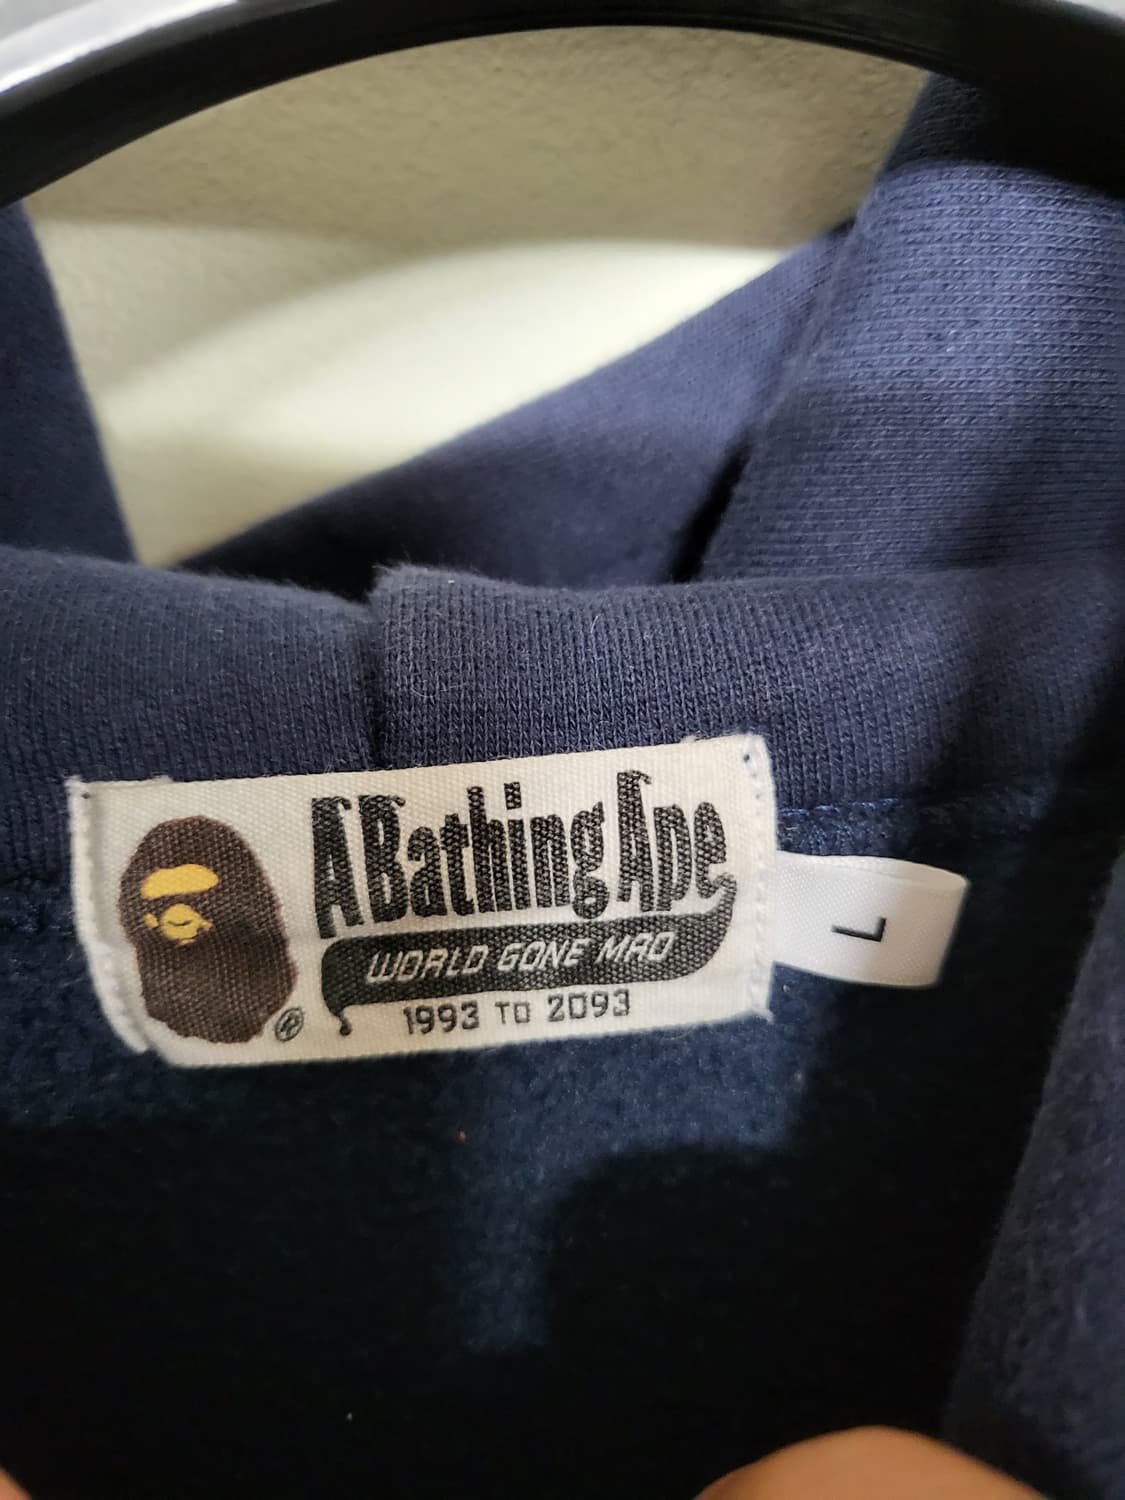 A Bathing Ape
WORLD GONE MAD
1993 TO 2093
®
L